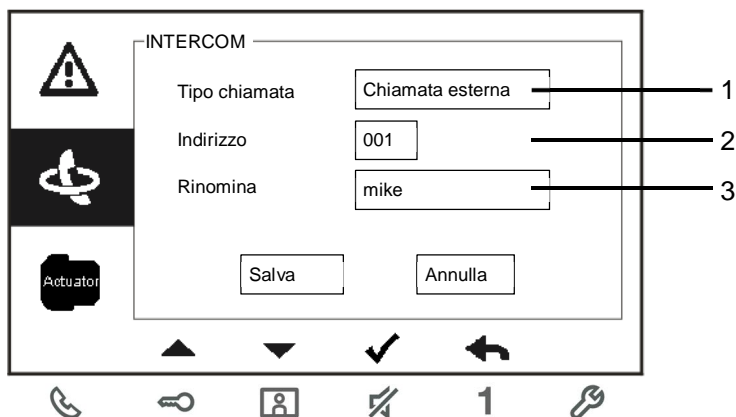 INTERCOM
Tipo chiamata
Chiamata esterna
1
Indirizzo
001
2
Rinomina
mike
3
Salva
Annulla
Actuator
1